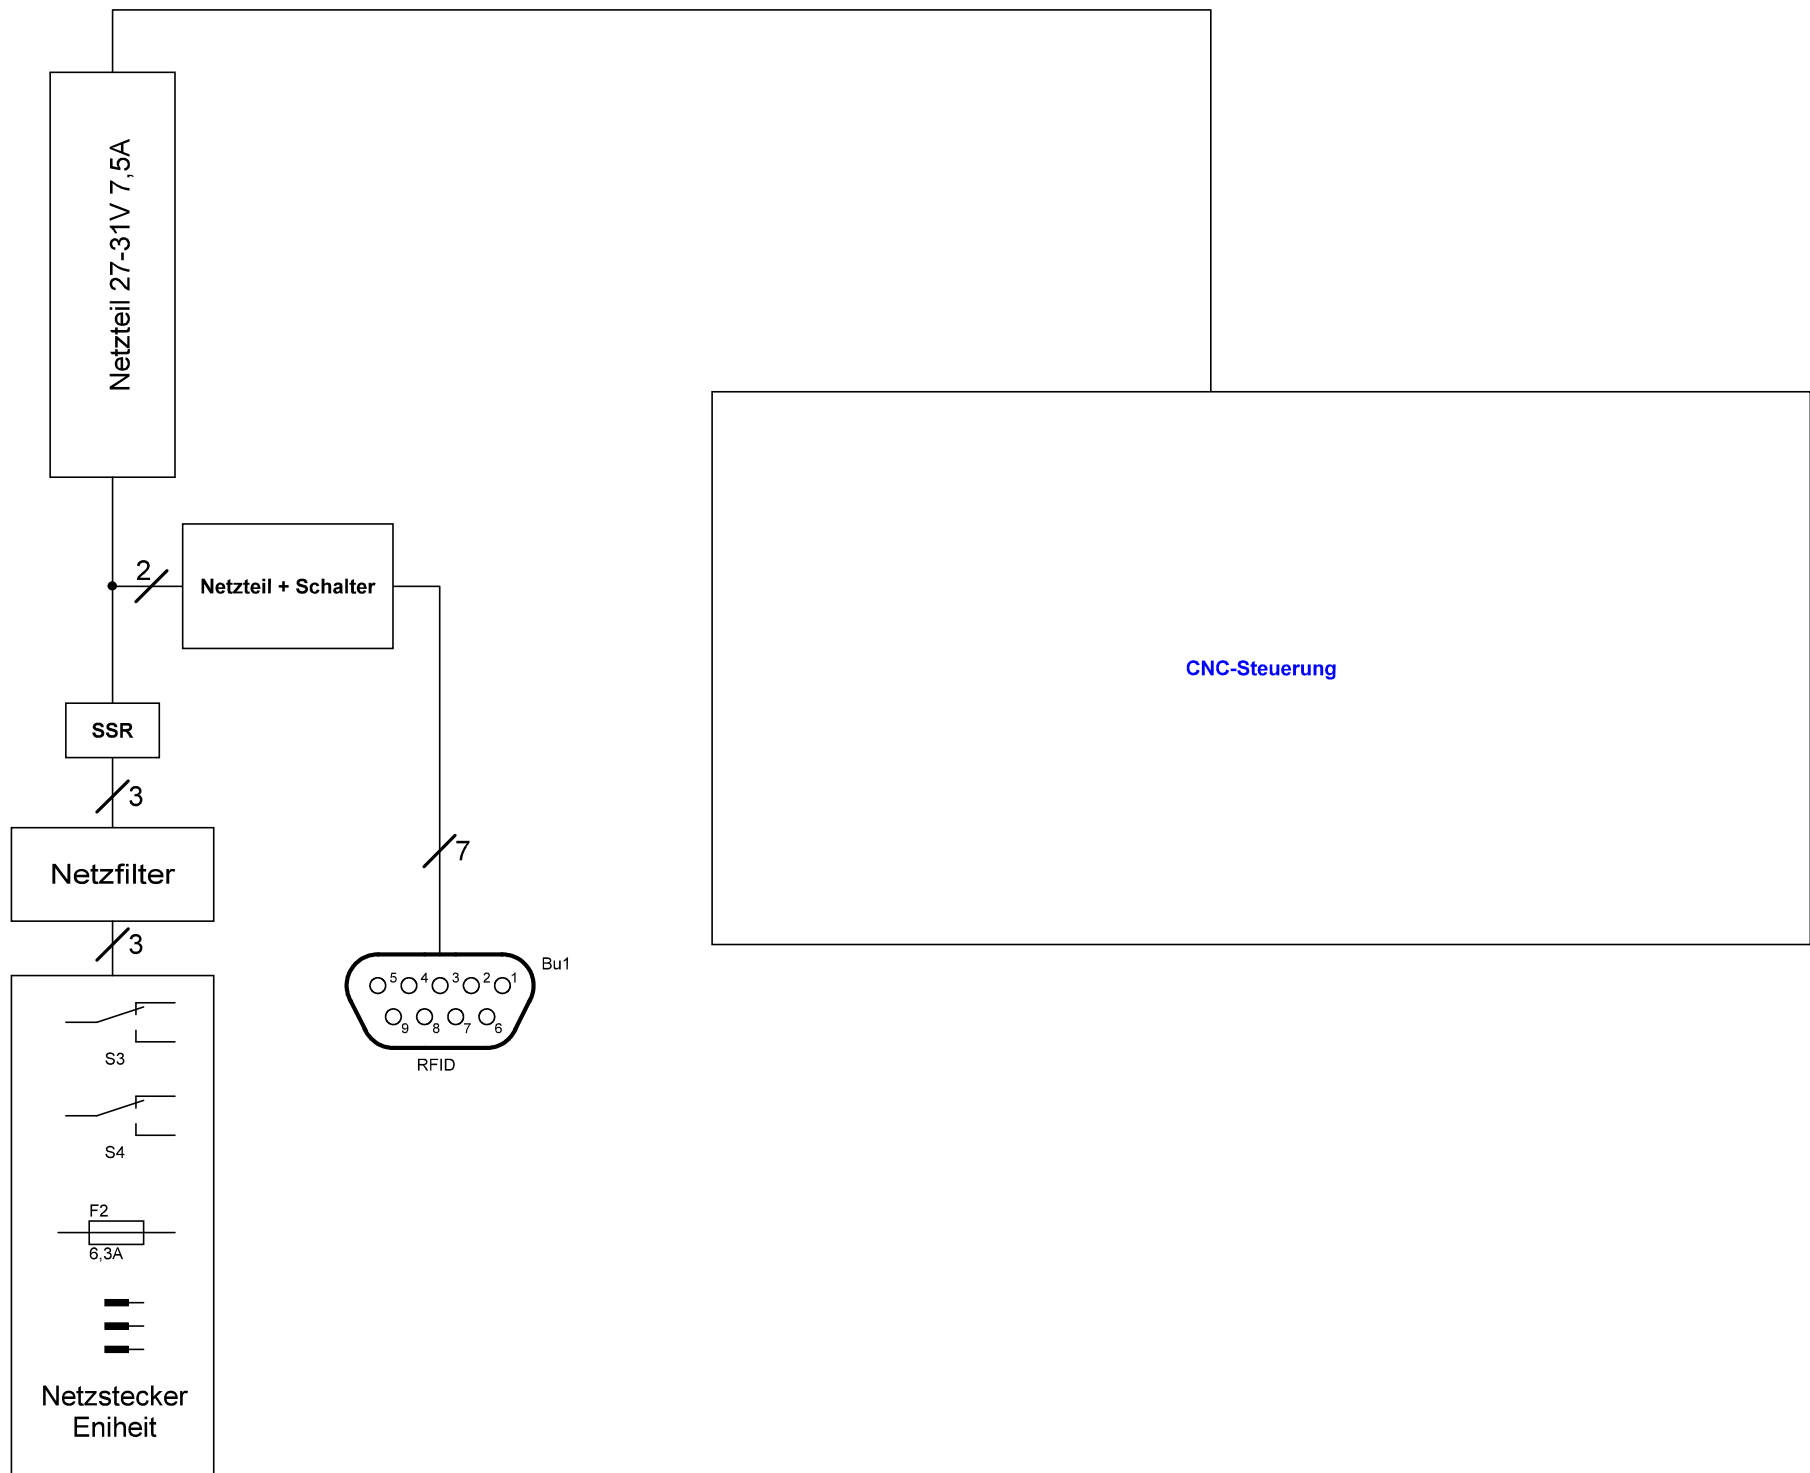 Netzteil 27-31V 7,5A
2
Netzteil + Schalter
CNC-Steuerung
SSR
3
7
Netzfilter
3
Bu1
5 4 3 2 1
9 8 7 6
RFID
S3
S4
F2
6,3A
Netzstecker
Eniheit